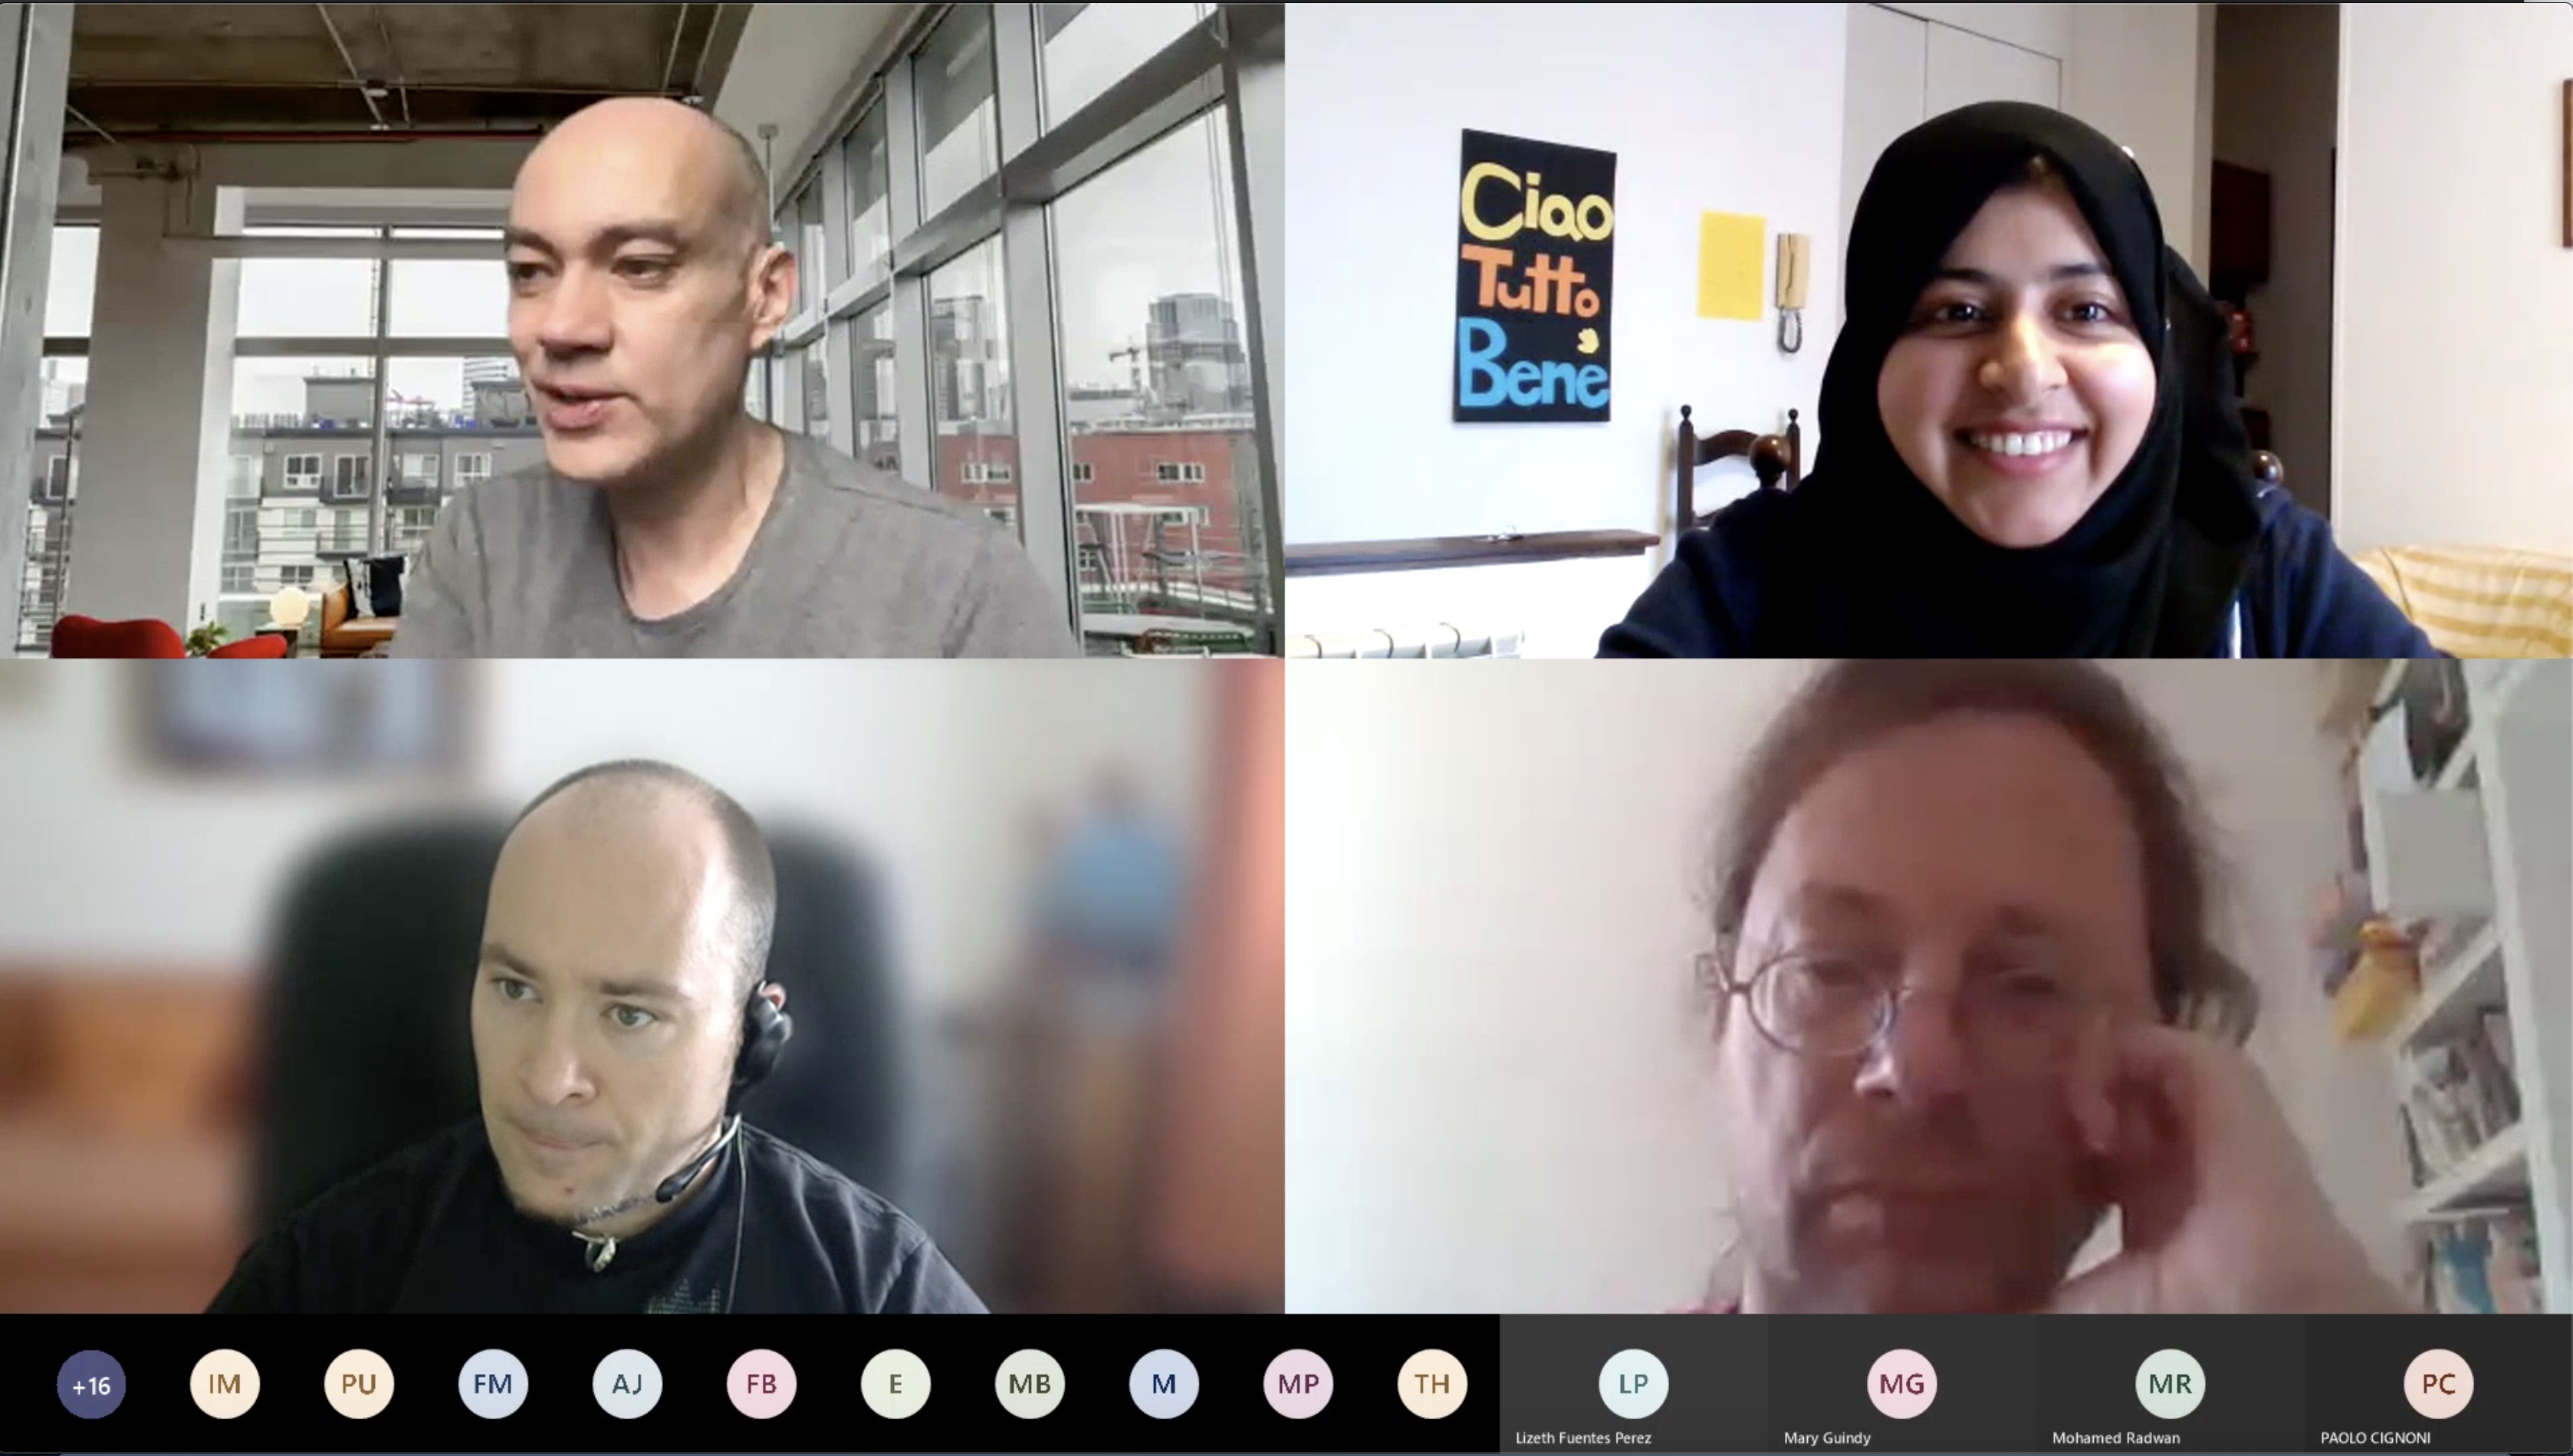 Ciao
Tutto
Bene
+16
IM
PU
FM
AJ
FB
E
MB
M
MP
TH
LP
MG
MR
PC
Lizeth Fuentes Perez
Mary Guindy
Mohamed Radwan
PAOLO CIGNONI